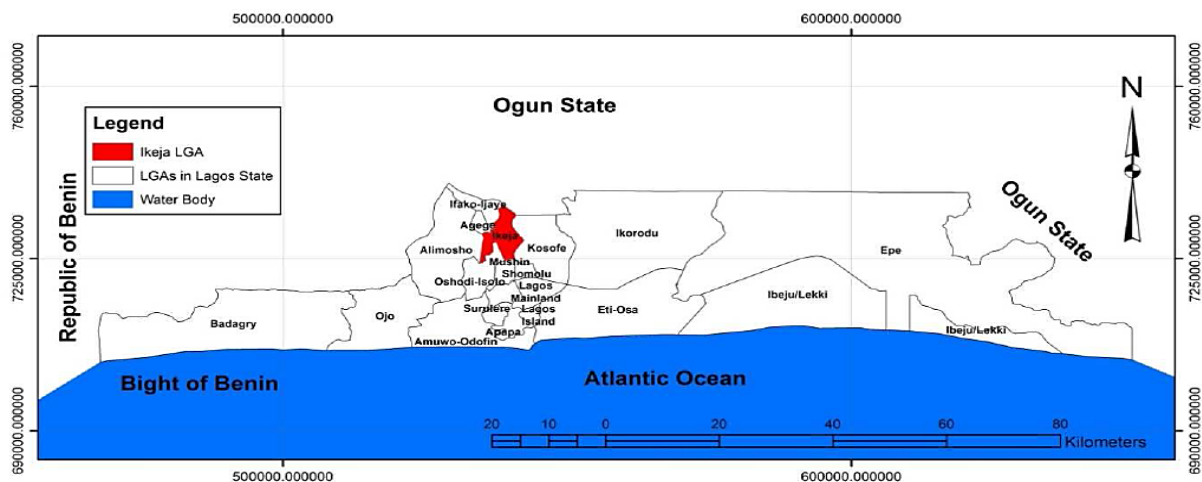 500000.000000
600000.000000
760000.000000
760000.000000
N
Ogun State
Legend
Ikeja LGA
LGAs in Lagos State
Water Body
Republic of Benin
Ogun State
Ifako-Ijaye
Agege
Ikeja
Ikorodu
Alimosho
Kosofe
Epe
725000.000000
725000.000000
Mushin
Shomolu
Oshodi-Isolo
Lagos
Mainland
Ibeju/Lekki
Surulere
Lagos
Island
Eti-Osa
Ojo
Badagry
Apapa
Ibeju/Lekki
Amuwo-Odofin
Bight of Benin
Atlantic Ocean
20 10 0 20 40 60 80
Kilometers
690000.000000
690000.000000
500000.000000
600000.000000